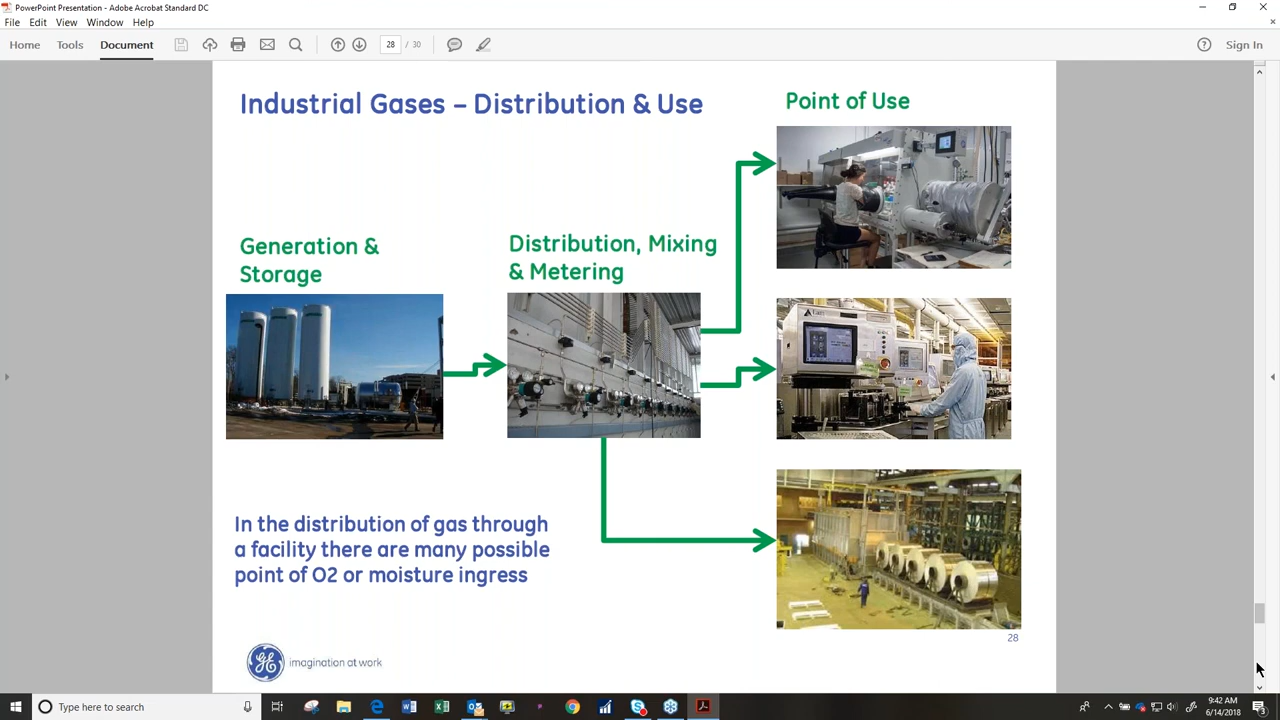 PowerPoint Presentation - Adobe Acrobat Standard DC
File Edit View Window Help
Home Tools Document 28 / 30 Sign In
Industrial Gases – Distribution & Use
Point of Use
Generation &
Storage
Distribution, Mixing
& Metering
In the distribution of gas through
a facility there are many possible
point of O2 or moisture ingress
28
GE imagination at work
Type here to search
9:42 AM
6/14/2018